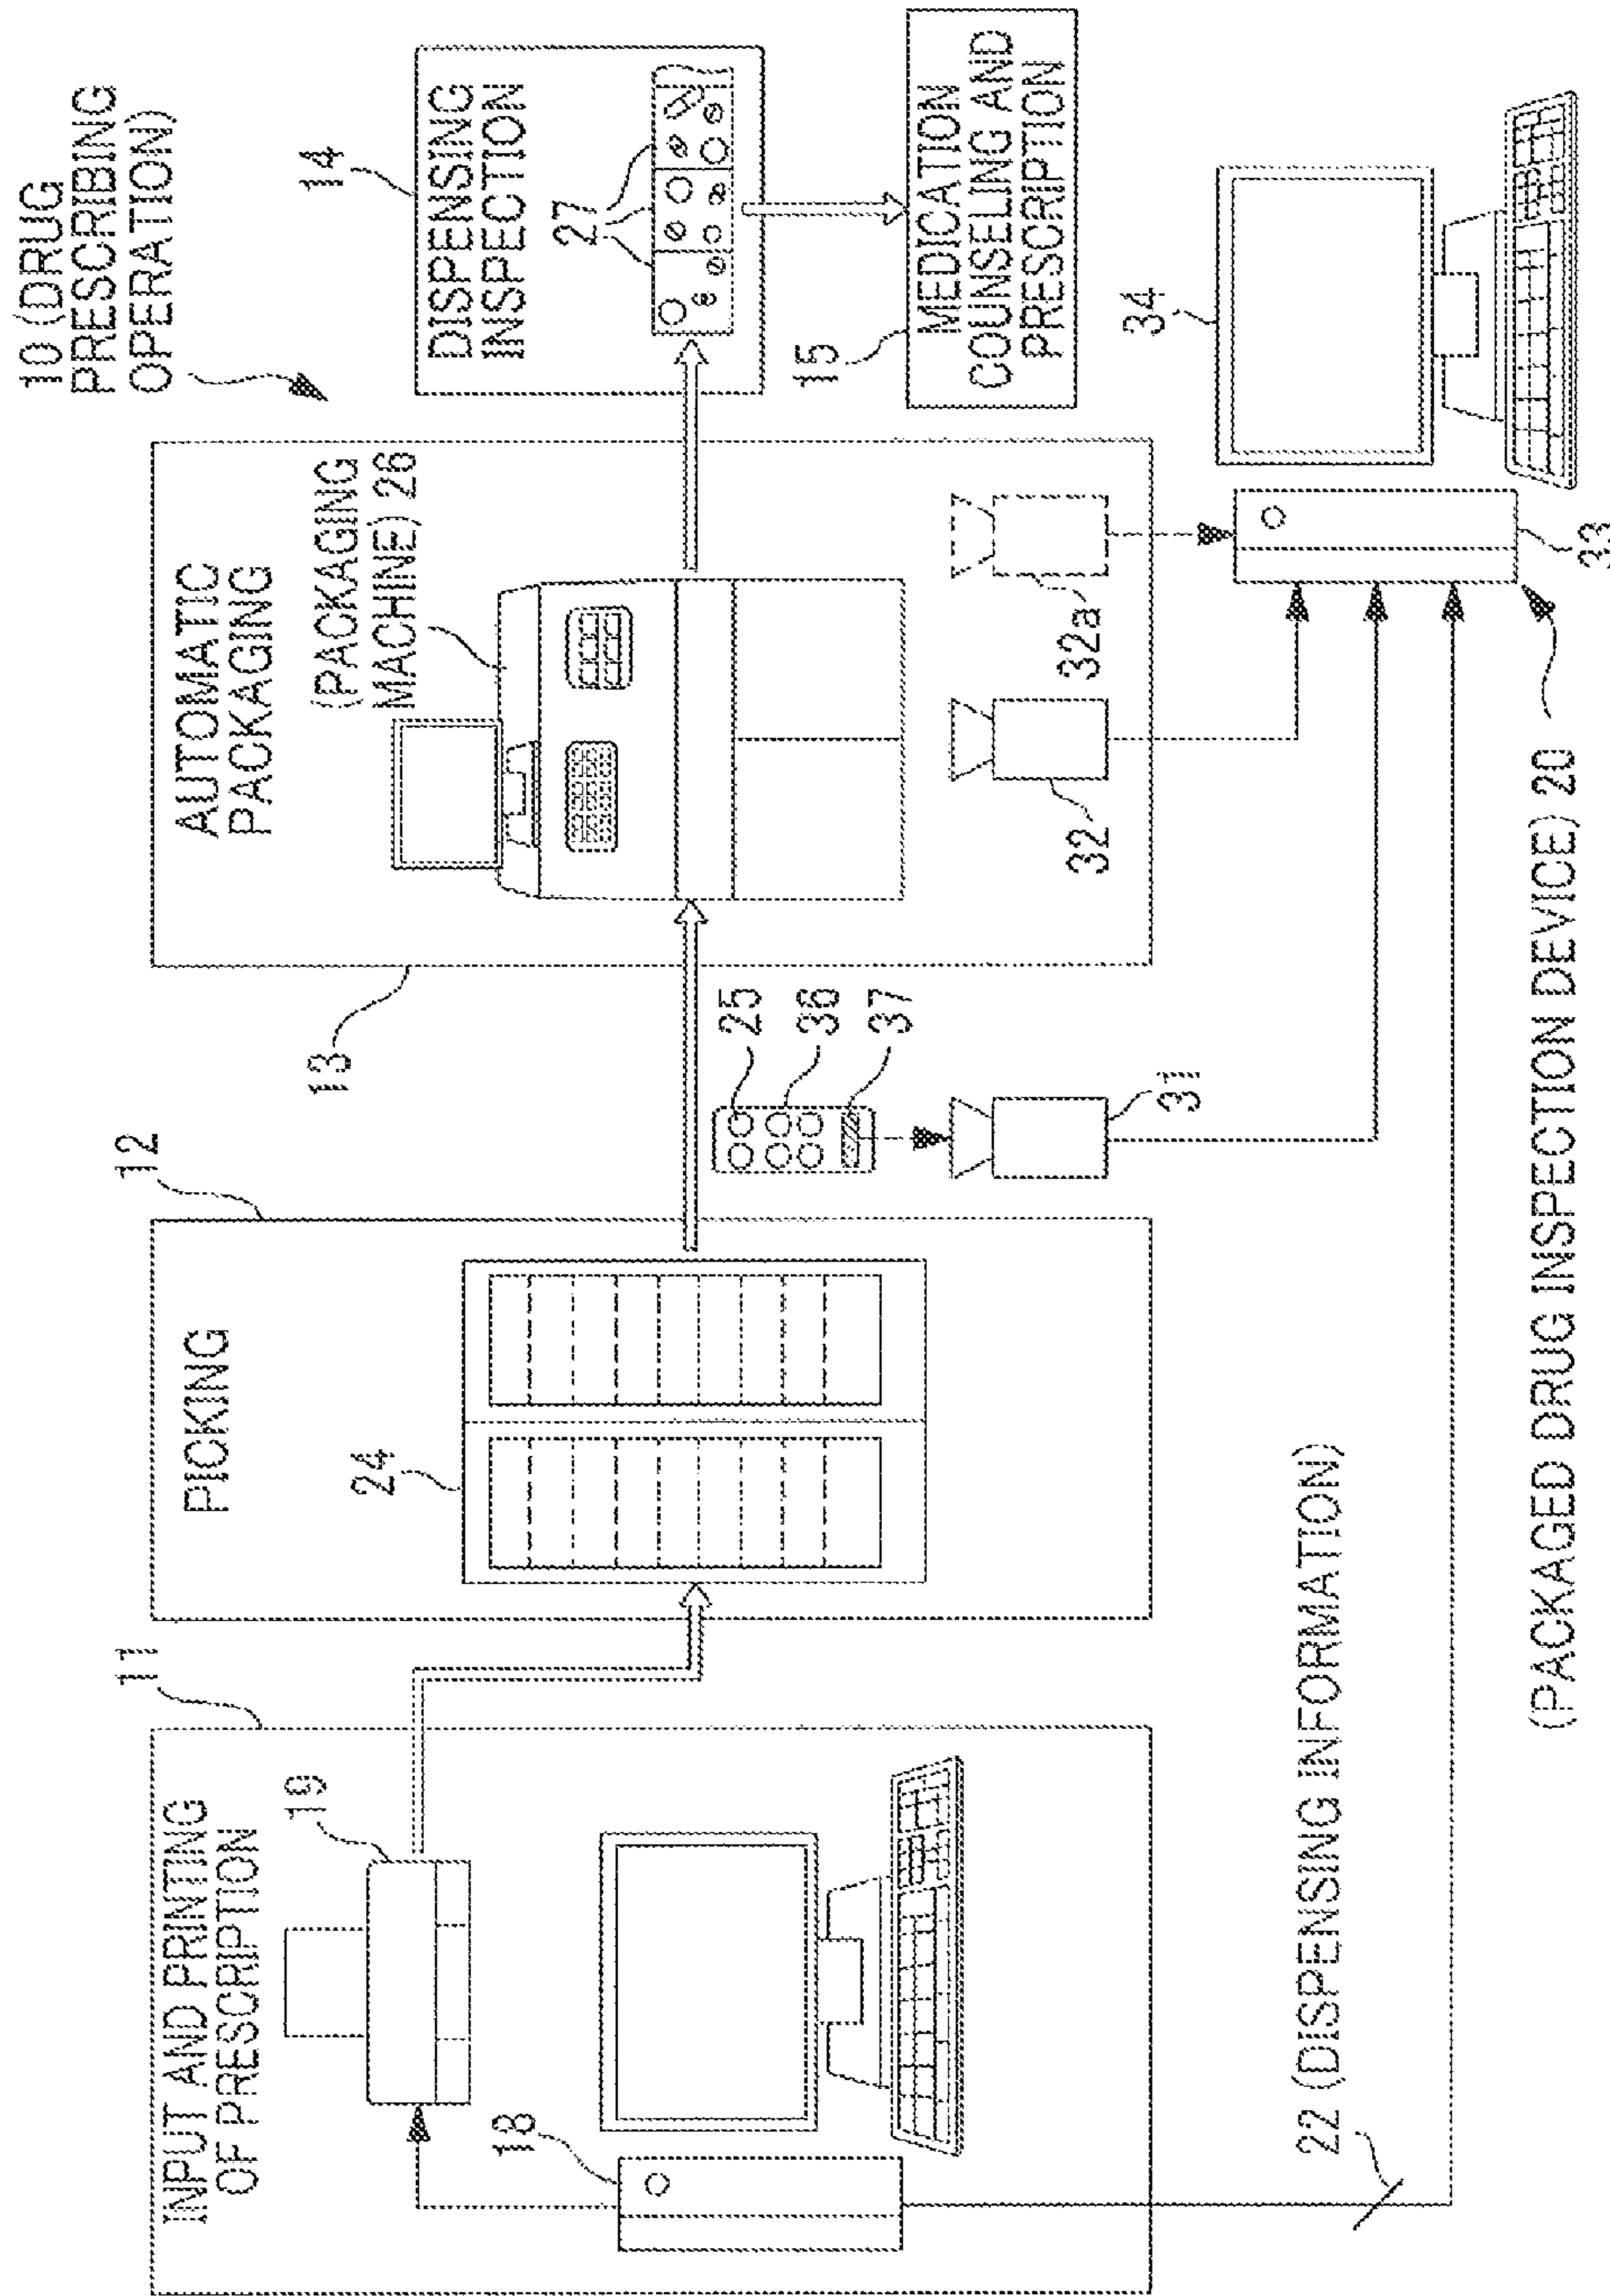 10 (DRUG
PRESCRIBING
OPERATION)
11
INPUT AND PRINTING
OF PRESCRIPTION
19
18
12
PICKING
24
13
AUTOMATIC
PACKAGING
(PACKAGING
MACHINE) 26
14
DISPENSING
INSPECTION
27
25
36
37
31
32
32a
15
MEDICATION
COUNSELING AND
PRESCRIPTION
34
33
22 (DISPENSING INFORMATION)
(PACKAGED DRUG INSPECTION DEVICE) 20